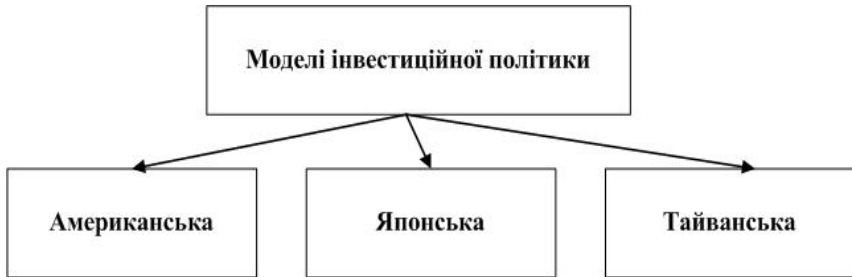 Моделі інвестиційної політики
Американська
Японська
Тайванська